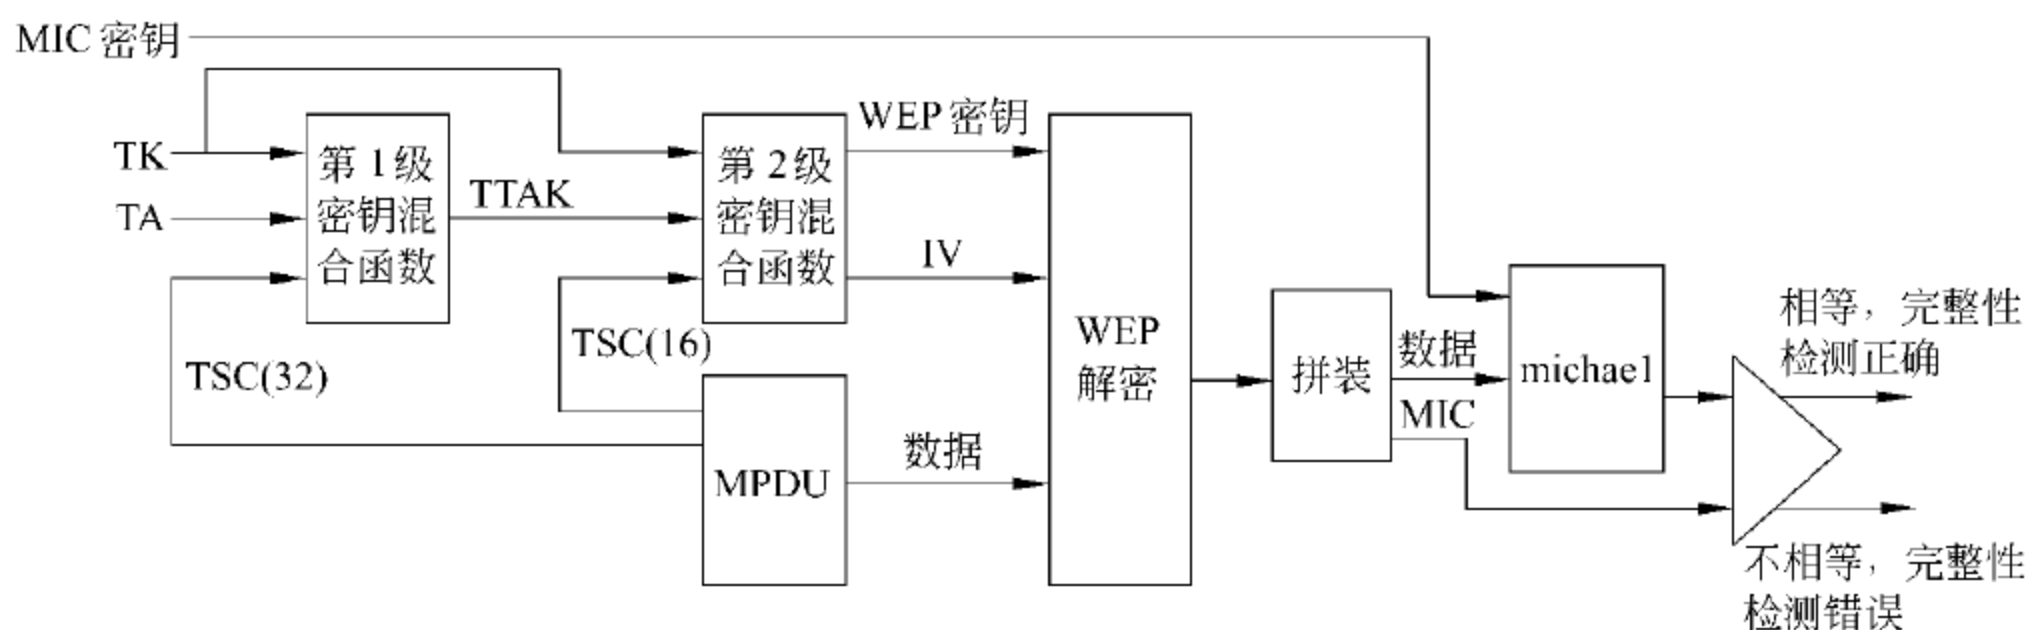 MIC 密钥
TK
TA
第 1 级
密钥混
合函数
TTAK
TSC(32)
第 2 级
密钥混
合函数
TSC(16)
MPDU
WEP 密钥
IV
数据
WEP
解密
拼装
数据
MIC
michael
相等，完整性
检测正确
不相等，完整性
检测错误